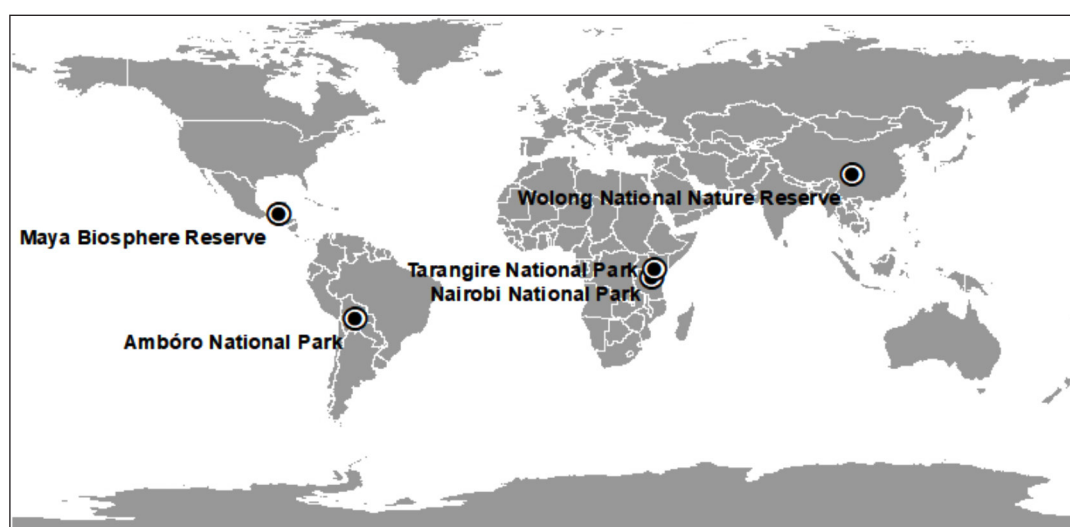 Wolong National Nature Reserve
Maya Biosphere Reserve
Tarangire National Park
Nairobi National Park
Ambóro National Park